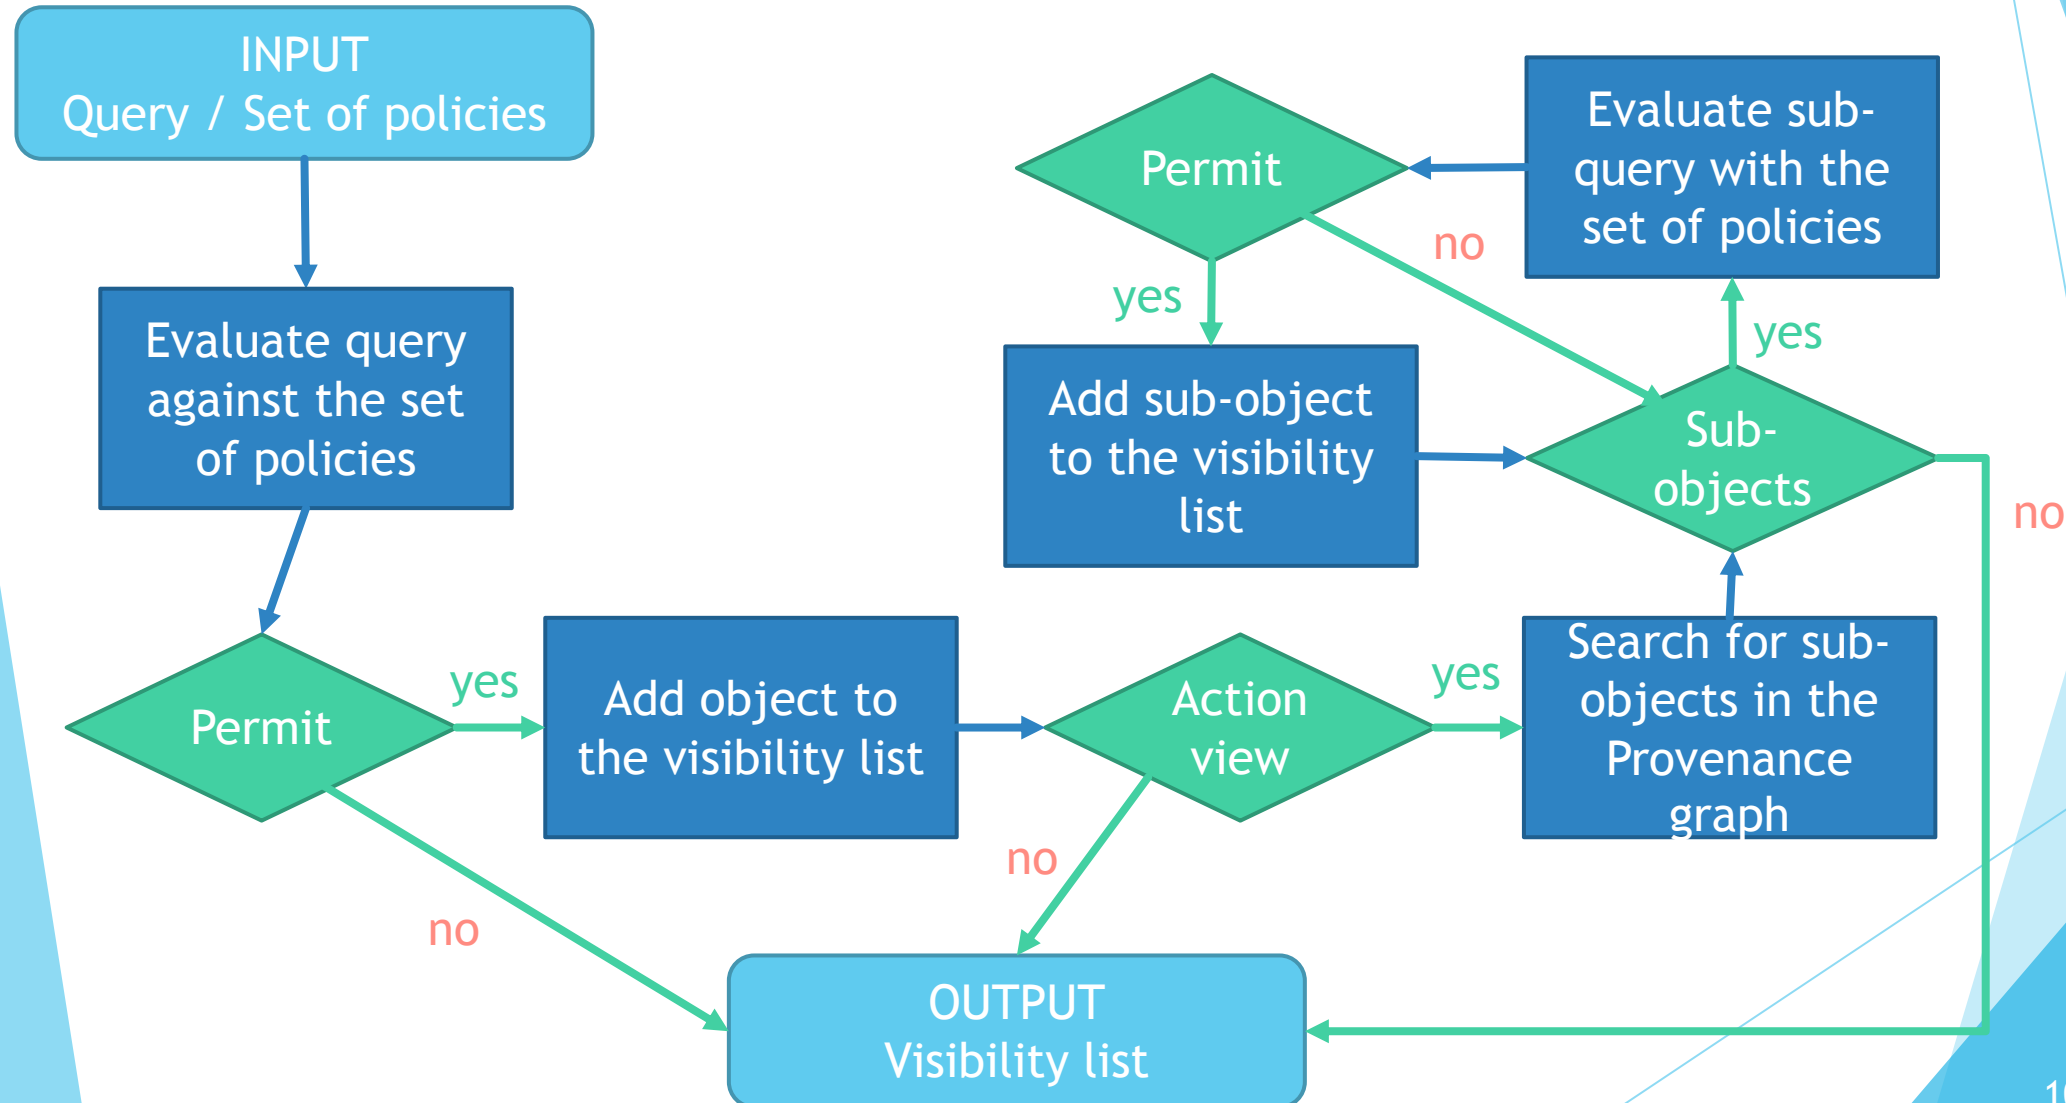 INPUT
Query / Set of policies
Evaluate query
against the set
of policies
Permit
yes
no
Add object to
the visibility list
Action
view
yes
no
Search for sub-
objects in the
Provenance
graph
Sub-
objects
yes
no
Evaluate sub-
query with the
set of policies
Permit
no
yes
Add sub-object
to the visibility
list
OUTPUT
Visibility list